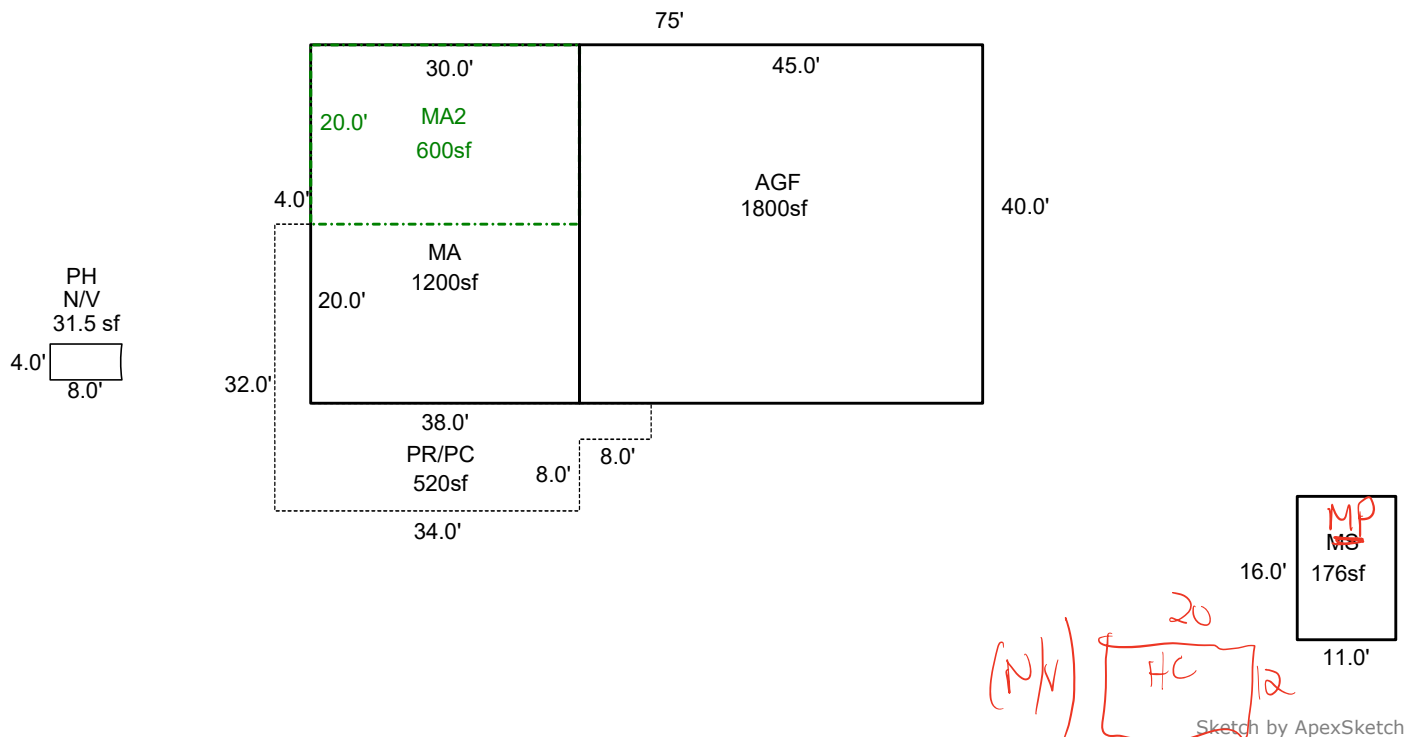 75'
30.0'
45.0'
20.0'
MA2
600sf
AGF
1800sf
4.0'
40.0'
MA
1200sf
PH
N/V
31.5 sf
20.0'
4.0'
8.0'
32.0'
38.0'
PR/PC
520sf
8.0'
8.0'
34.0'
MP
MS
16.0'
176sf
11.0'
20
(N/V)
HC
12
Sketch by ApexSketch